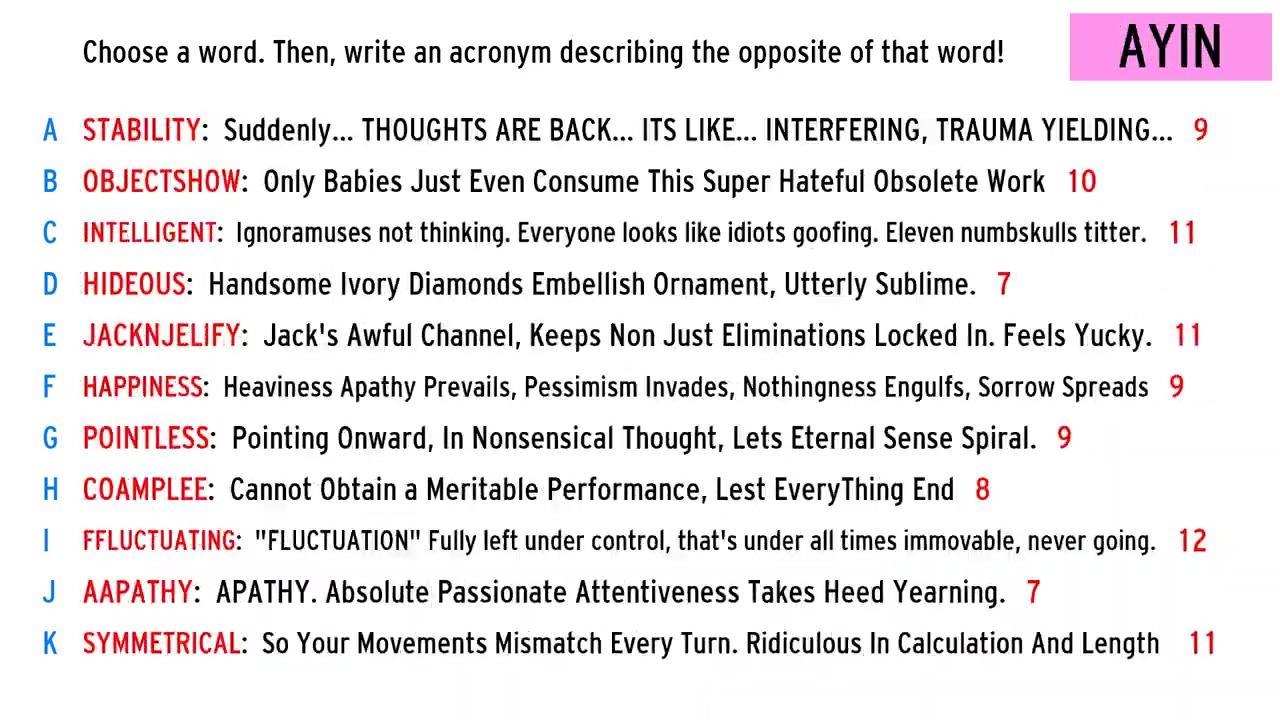 Choose a word. Then, write an acronym describing the opposite of that word!
AYIN
A STABILITY: Suddenly... THOUGHTS ARE BACK... ITS LIKE... INTERFERING, TRAUMA YIELDING... 9
B OBJECTSHOW: Only Babies Just Even Consume This Super Hateful Obsolete Work 10
C INTELLIGENT: Ignoramuses not thinking. Everyone looks like idiots goofing. Eleven numbskulls titter. 11
D HIDEOUS: Handsome Ivory Diamonds Embellish Ornament, Utterly Sublime. 7
E JACKNJELIFY: Jack's Awful Channel, Keeps Non Just Eliminations Locked In. Feels Yucky. 11
F HAPPINESS: Heaviness Apathy Prevails, Pessimism Invades, Nothingness Engulfs, Sorrow Spreads 9
G POINTLESS: Pointing Onward, In Nonsensical Thought, Lets Eternal Sense Spiral. 9
H COAMPLEE: Cannot Obtain a Meritable Performance, Lest EveryThing End 8
I FFLUCTUATING: "FLUCTUATION" Fully left under control, that's under all times immovable, never going. 12
J AAPATHY: APATHY. Absolute Passionate Attentiveness Takes Heed Yearning. 7
K SYMMETRICAL: So Your Movements Mismatch Every Turn. Ridiculous In Calculation And Length 11